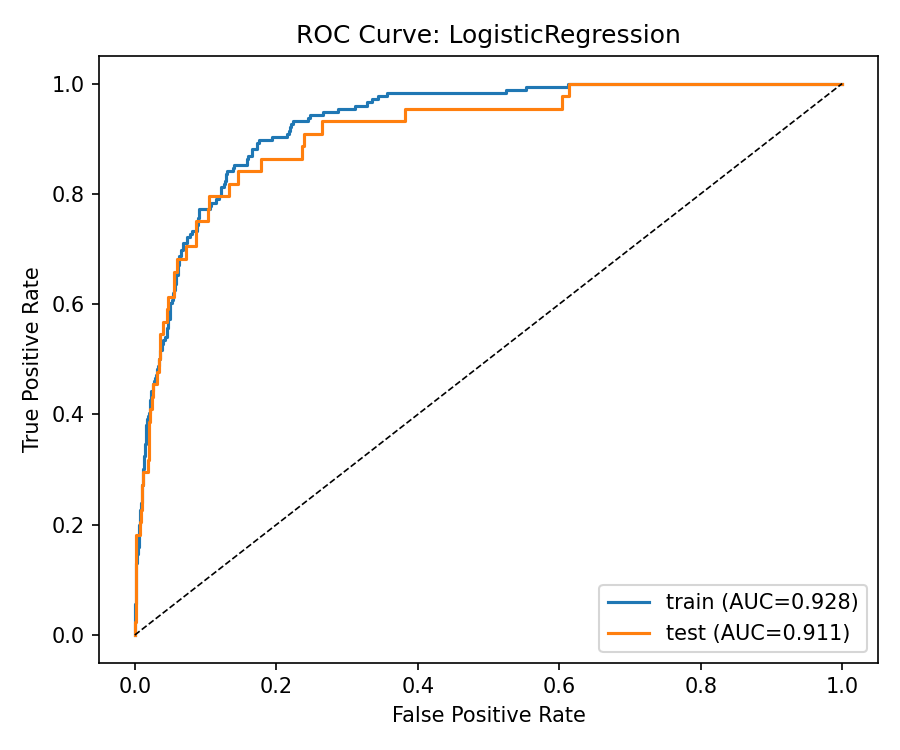 ROC Curve: LogisticRegression
1.0
0.8
0.6
0.4
0.2
0.0
True Positive Rate
train (AUC=0.928)
test (AUC=0.911)
0.0 0.2 0.4 0.6 0.8 1.0
False Positive Rate